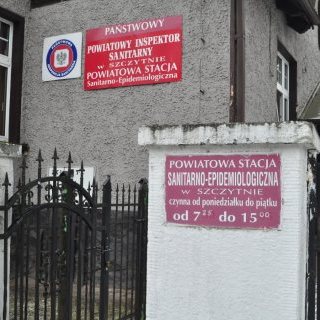 PAŃSTWOWY
POWIATOWY INSPEKTOR
SANITARNY
W SZCZYTNIE
POWIATOWA STACJA
Sanitarno-Epidemiologiczna
POWIATOWA STACJA
SANITARNO-EPIDEMIOLOGICZNA
W SZCZYTNIE
czynna od poniedziałku do piątku
od 7²⁵ do 15⁰⁰